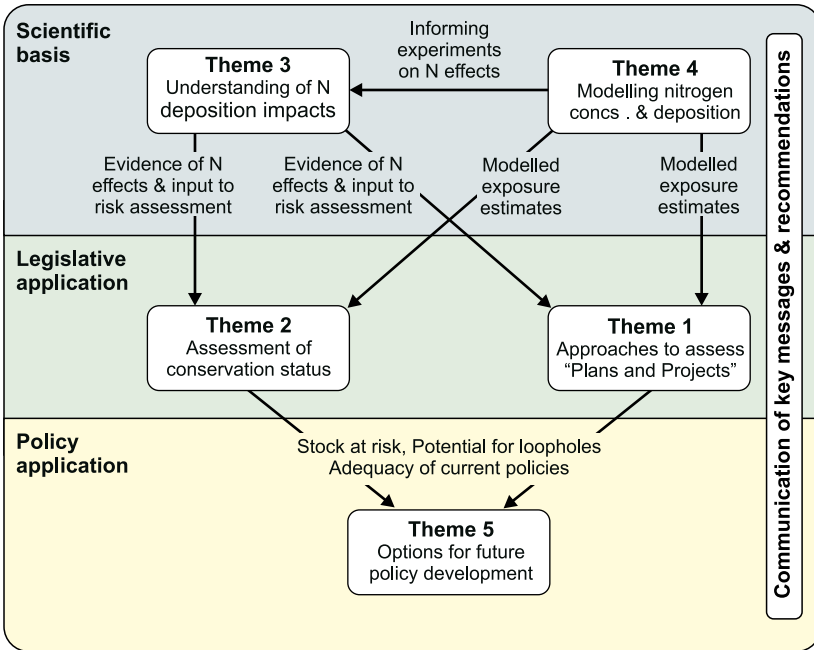 Scientific
basis
Informing
experiments
on N effects
Theme 3
Understanding of N
deposition impacts
Theme 4
Modelling nitrogen
concs . & deposition
Evidence of N
effects & input to
risk assessment
Evidence of N
effects & input to
risk assessment
Modelled
exposure
estimates
Modelled
exposure
estimates
Legislative
application
Theme 2
Assessment of
conservation status
Theme 1
Approaches to assess
“Plans and Projects”
Policy
application
Stock at risk, Potential for loopholes
Adequacy of current policies
Theme 5
Options for future
policy development
Communication of key messages & recommendations